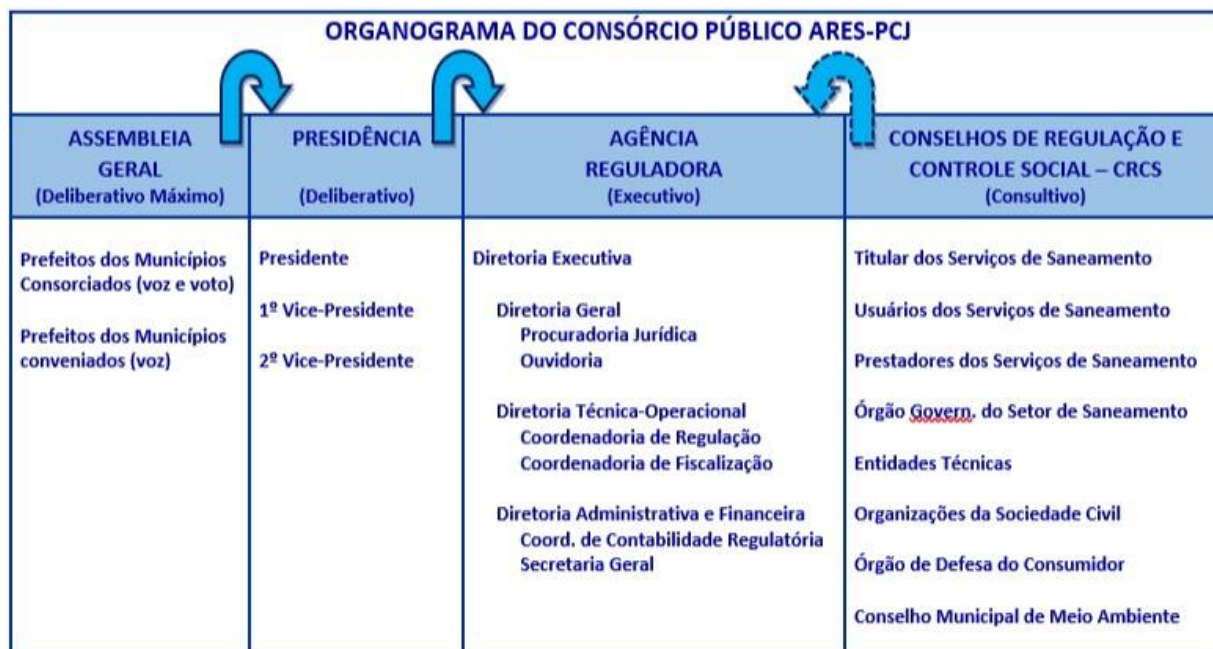 ORGANOGRAMA DO CONSÓRCIO PÚBLICO ARES-PCJ
ASSEMBLEIA
GERAL
(Deliberativo Máximo)
PRESIDÊNCIA
(Deliberativo)
AGÊNCIA
REGULADORA
(Executivo)
CONSELHOS DE REGULAÇÃO E
CONTROLE SOCIAL – CRCS
(Consultivo)
Prefeitos dos Municípios
Consorciados (voz e voto)
Prefeitos dos Municípios
conveniados (voz)
Presidente
1º Vice-Presidente
2º Vice-Presidente
Diretoria Executiva
Diretoria Geral
Procuradoria Jurídica
Ouvidoria
Diretoria Técnica-Operacional
Coordenadoria de Regulação
Coordenadoria de Fiscalização
Diretoria Administrativa e Financeira
Coord. de Contabilidade Regulatória
Secretaria Geral
Titular dos Serviços de Saneamento
Usuários dos Serviços de Saneamento
Prestadores dos Serviços de Saneamento
Órgão Govern. do Setor de Saneamento
Entidades Técnicas
Organizações da Sociedade Civil
Órgão de Defesa do Consumidor
Conselho Municipal de Meio Ambiente